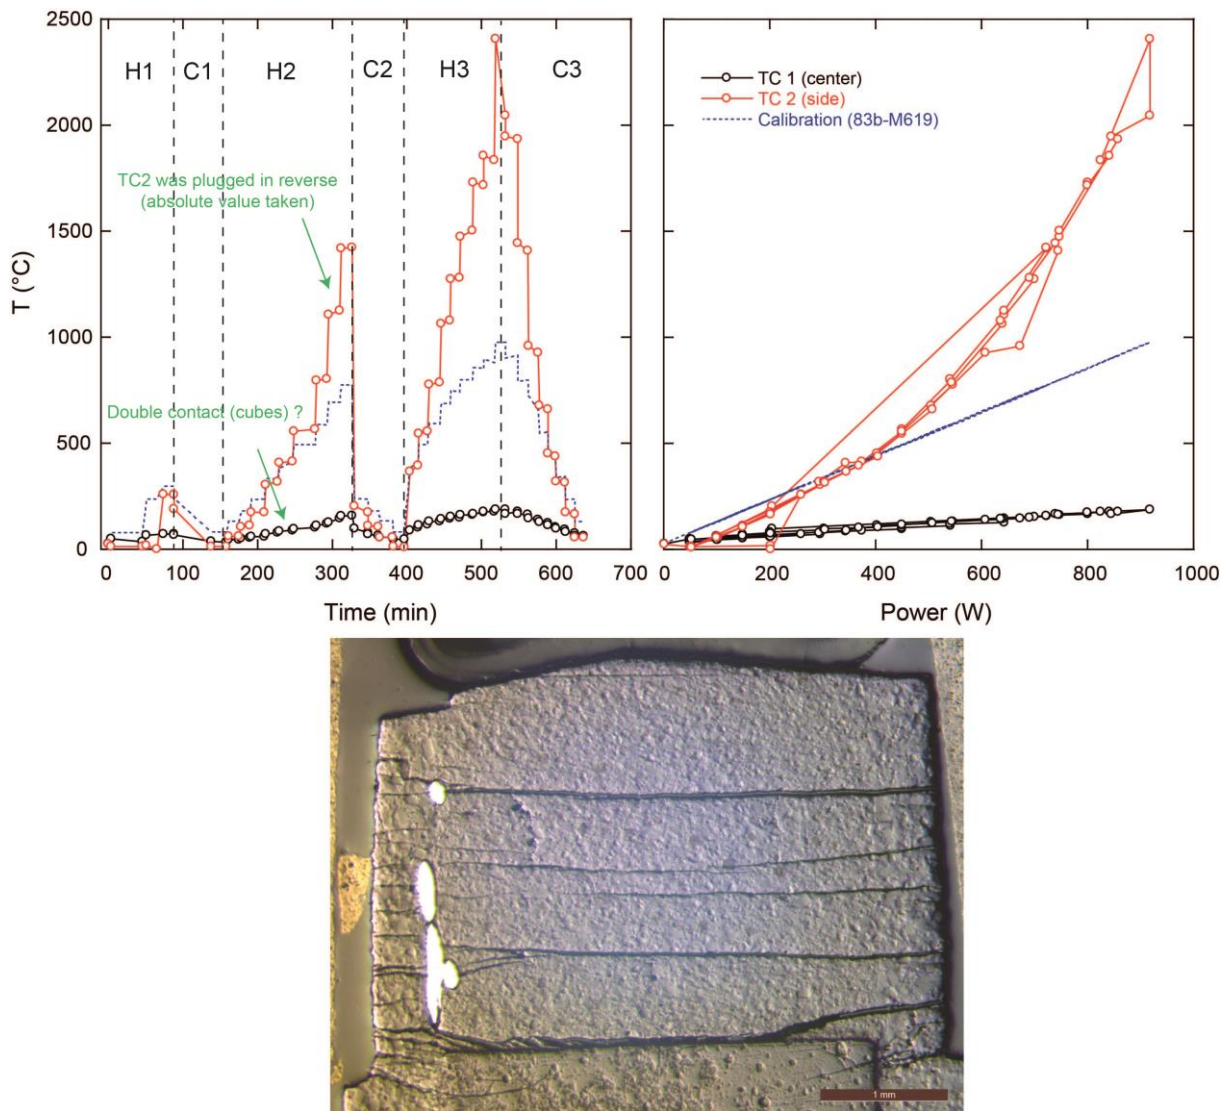 2500
2000
1500
1000
500
0
T (°C)
H1
C1
H2
C2
H3
C3
TC2 was plugged in reverse
(absolute value taken)
Double contact (cubes) ?
0
100
200
300
400
500
600
700
Time (min)
TC 1 (center)
TC 2 (side)
Calibration (83b-M619)
0
200
400
600
800
1000
Power (W)
1 mm